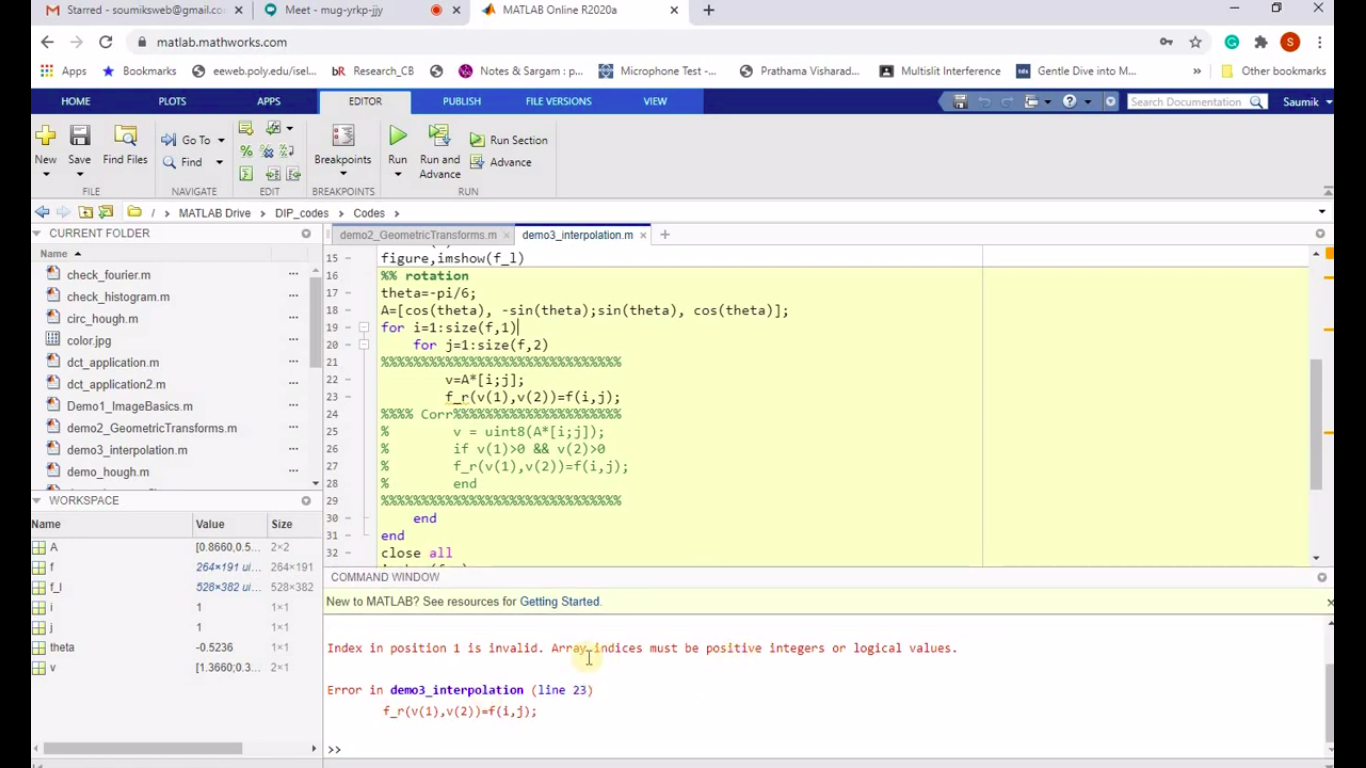 Starred - soumiksweb@gmail.co
Meet - mug-yrkp-jjy
MATLAB Online R2020a
matlab.mathworks.com
Apps Bookmarks eeweb.poly.edu/isel... bR Research_CB Notes & Sargam : p... Microphone Test -... Prathama Visharad... Multislit Interference Gentle Dive into M... » Other bookmarks
HOME PLOTS APPS EDITOR PUBLISH FILE VERSIONS VIEW Search Documentation Saumik
New Save Find Files Go To Find Breakpoints Run Run and Advance Run Section Advance
FILE NAVIGATE EDIT BREAKPOINTS RUN
/ MATLAB Drive DIP_codes Codes
CURRENT FOLDER
Name
check_fourier.m
check_histogram.m
circ_hough.m
color.jpg
dct_application.m
dct_application2.m
Demo1_ImageBasics.m
demo2_GeometricTransforms.m
demo3_interpolation.m
demo_hough.m
WORKSPACE
Name Value Size
A [0.8660,0.5... 2×2
f 264×191 ui... 264×191
f_l 528×382 ui... 528×382
i 1 1×1
j 1 1×1
theta -0.5236 1×1
v [1.3660;0.3... 2×1
demo2_GeometricTransforms.m × demo3_interpolation.m ×
15 - figure,imshow(f_l)
16 %% rotation
17 - theta=-pi/6;
18 - A=[cos(theta), -sin(theta);sin(theta), cos(theta)];
19 - for i=1:size(f,1)
20 - for j=1:size(f,2)
21 %%%%%%%%%%%%%%%%%%%%%%%%%%%%%%
22 - v=A*[i;j];
23 - f_r(v(1),v(2))=f(i,j);
24 %%%% Corr%%%%%%%%%%%%%%%%%%%%%
25 % v = uint8(A*[i;j]);
26 % if v(1)>0 && v(2)>0
27 % f_r(v(1),v(2))=f(i,j);
28 % end
29 %%%%%%%%%%%%%%%%%%%%%%%%%%%%%%
30 - end
31 - end
32 - close all
COMMAND WINDOW
New to MATLAB? See resources for Getting Started.
Index in position 1 is invalid. Array indices must be positive integers or logical values.
Error in demo3_interpolation (line 23)
f_r(v(1),v(2))=f(i,j);
>>